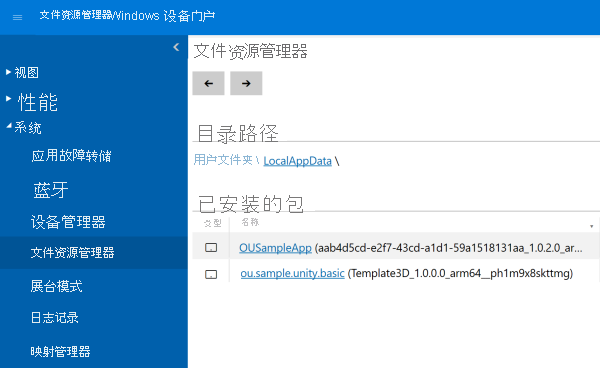 文件资源管理器/Windows 设备门户
视图
性能
系统
应用故障转储
蓝牙
设备管理器
文件资源管理器
展台模式
日志记录
映射管理器
文件资源管理器
目录路径
用户文件夹 \ LocalAppData \
已安装的包
类型 名称
OUSampleApp (aab4d5cd-e2f7-43cd-a1d1-59a1518131aa_1.0.2.0_ar...
ou.sample.unity.basic (Template3D_1.0.0.0_arm64__ph1m9x8skttmg)